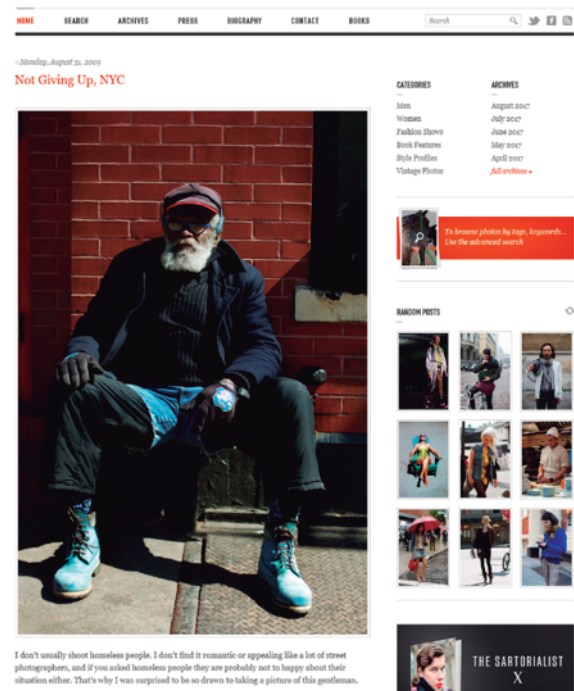 HOME SEARCH ARCHIVES PRESS BIOGRAPHY CONTACT BOOKS Search
Monday, August 31, 2009
Not Giving Up, NYC
CATEGORIES
Men
Women
Fashion Shows
Book Features
Style Profiles
Vintage Photos
ARCHIVES
August 2017
July 2017
June 2017
May 2017
April 2017
full archives
To browse photos by tags, keywords...
Use the advanced search
RANDOM POSTS
I don't usually shoot homeless people. I don't find it romantic or appealing like a lot of street
photographers, and if you asked homeless people they are probably not to happy about their
situation either. That's why I was surprised to be so drawn to taking a picture of this gentleman.
THE SARTORIALIST
X